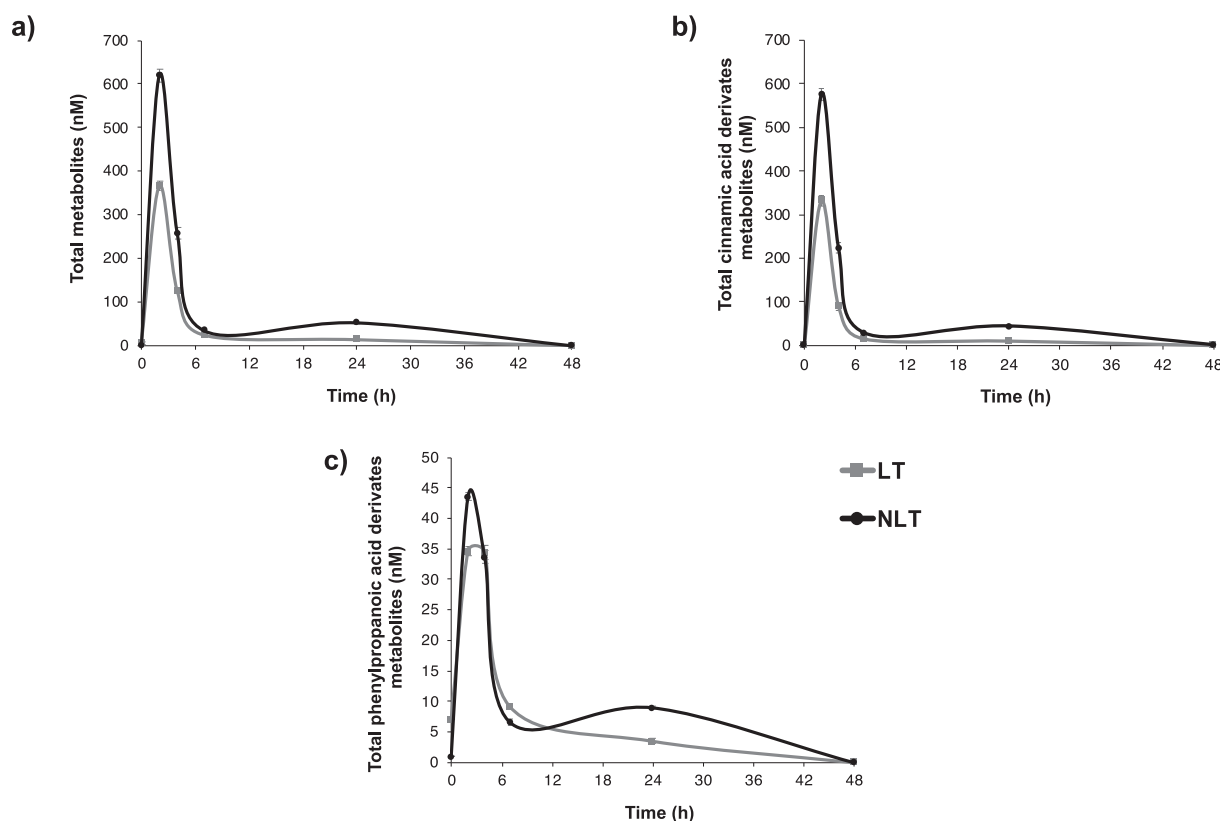 a)
Total metabolites (nM)
700
600
500
400
300
200
100
0
0 6 12 18 24 30 36 42 48
Time (h)
b)
Total cinnamic acid derivates
metabolites (nM)
700
600
500
400
300
200
100
0
0 6 12 18 24 30 36 42 48
Time (h)
c)
Total phenylpropanoic acid derivates
metabolites (nM)
50
45
40
35
30
25
20
15
10
5
0
0 6 12 18 24 30 36 42 48
Time (h)
LT
NLT